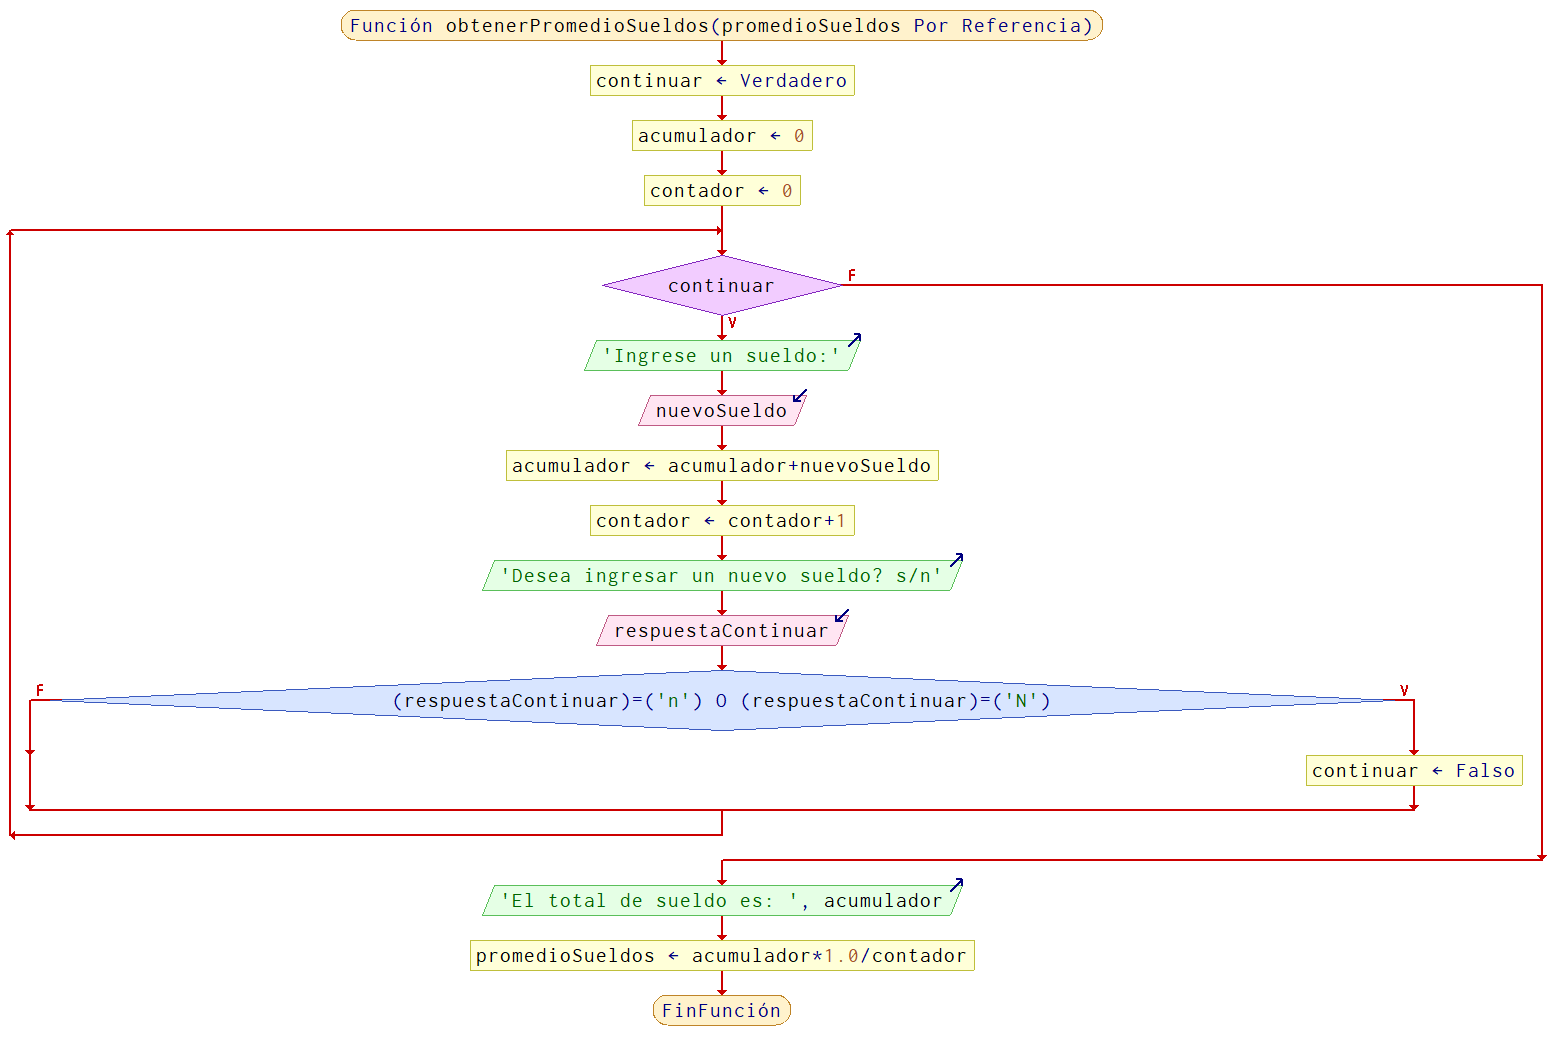 Función obtenerPromedioSueldos(promedioSueldos Por Referencia)
continuar ← Verdadero
acumulador ← 0
contador ← 0
continuar
F
V
'Ingrese un sueldo:'
nuevoSueldo
acumulador ← acumulador+nuevoSueldo
contador ← contador+1
'Desea ingresar un nuevo sueldo? s/n'
respuestaContinuar
F
(respuestaContinuar)=('n') O (respuestaContinuar)=('N')
V
continuar ← Falso
'El total de sueldo es: ', acumulador
promedioSueldos ← acumulador*1.0/contador
FinFunción